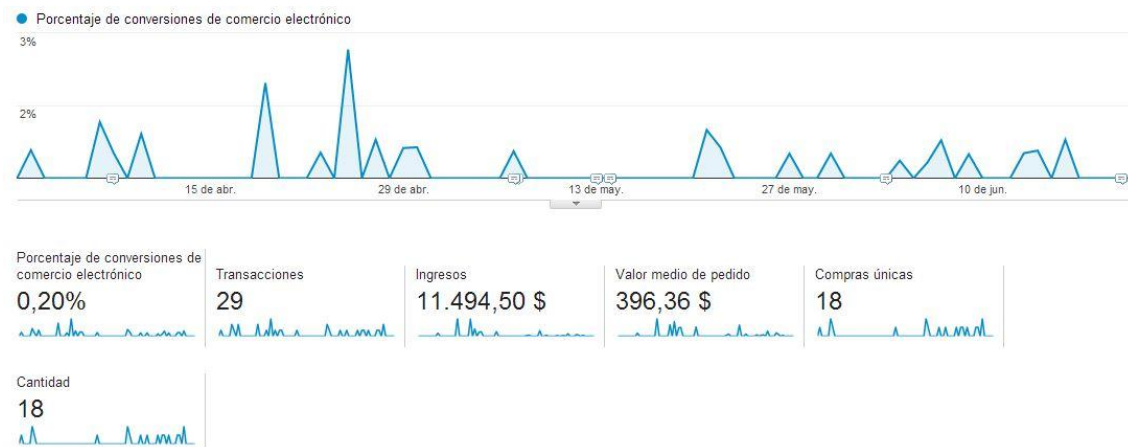 Porcentaje de conversiones de comercio electrónico
3%
2%
15 de abr.
29 de abr.
13 de may.
27 de may.
10 de jun.
Porcentaje de conversiones de
comercio electrónico
0,20%
Transacciones
29
Ingresos
11.494,50 $
Valor medio de pedido
396,36 $
Compras únicas
18
Cantidad
18